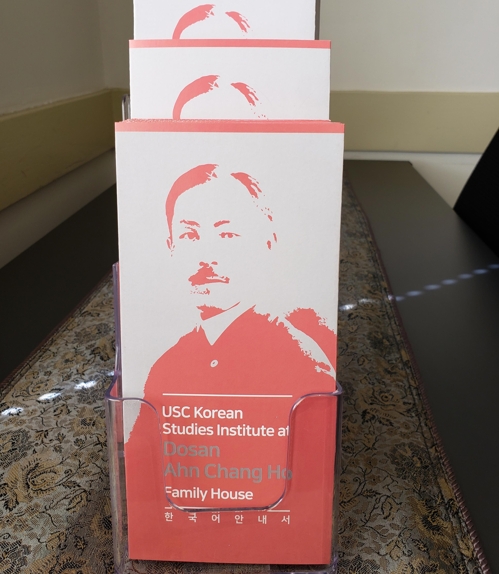 USC Korean
Studies Institute at
Dosan
Ahn Chang Ho
Family House
한국어안내서